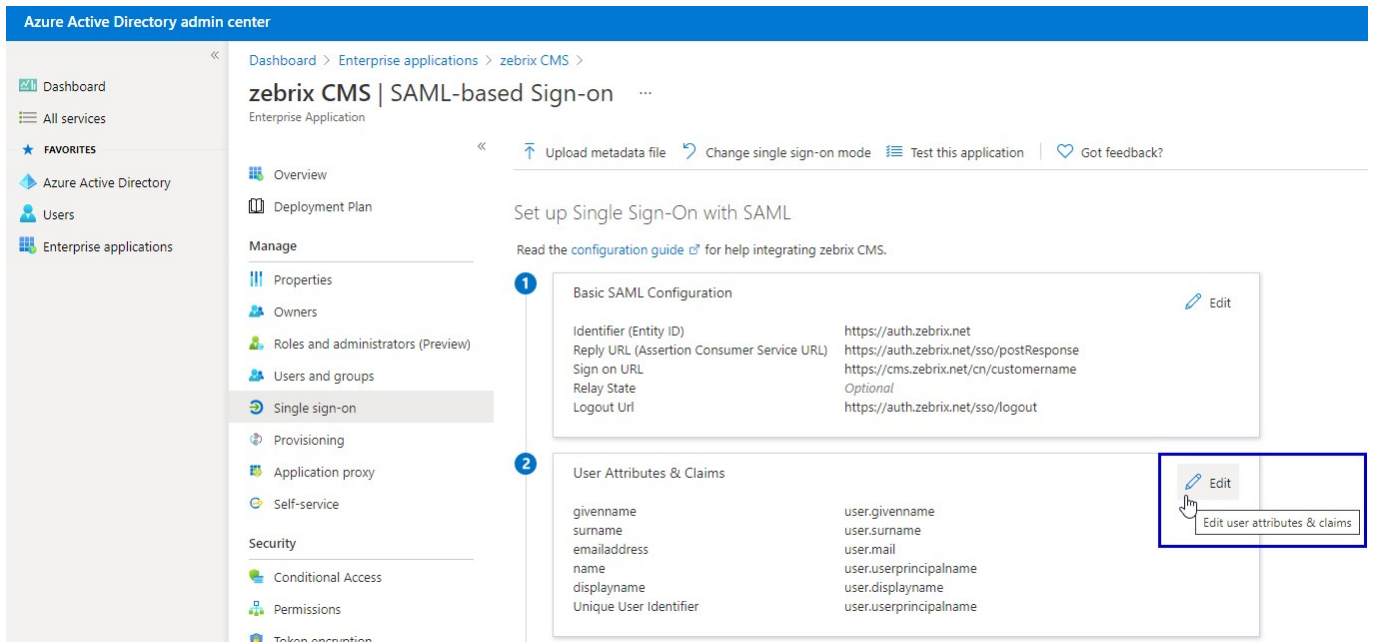 Azure Active Directory admin center
«
Dashboard
All services
FAVORITES
Azure Active Directory
Users
Enterprise applications
Dashboard > Enterprise applications > zebrix CMS >
zebrix CMS | SAML-based Sign-on ...
Enterprise Application
«
Overview
Deployment Plan
Manage
Properties
Owners
Roles and administrators (Preview)
Users and groups
Single sign-on
Provisioning
Application proxy
Self-service
Security
Conditional Access
Permissions
Token encryption
Upload metadata file Change single sign-on mode Test this application | Got feedback?
Set up Single Sign-On with SAML
Read the configuration guide for help integrating zebrix CMS.
1
Basic SAML Configuration
Edit
Identifier (Entity ID) https://auth.zebrix.net
Reply URL (Assertion Consumer Service URL) https://auth.zebrix.net/sso/postResponse
Sign on URL https://cms.zebrix.net/cn/customername
Relay State Optional
Logout Url https://auth.zebrix.net/sso/logout
2
User Attributes & Claims
Edit
Edit user attributes & claims
givenname user.givenname
surname user.surname
emailaddress user.mail
name user.userprincipalname
displayname user.displayname
Unique User Identifier user.userprincipalname